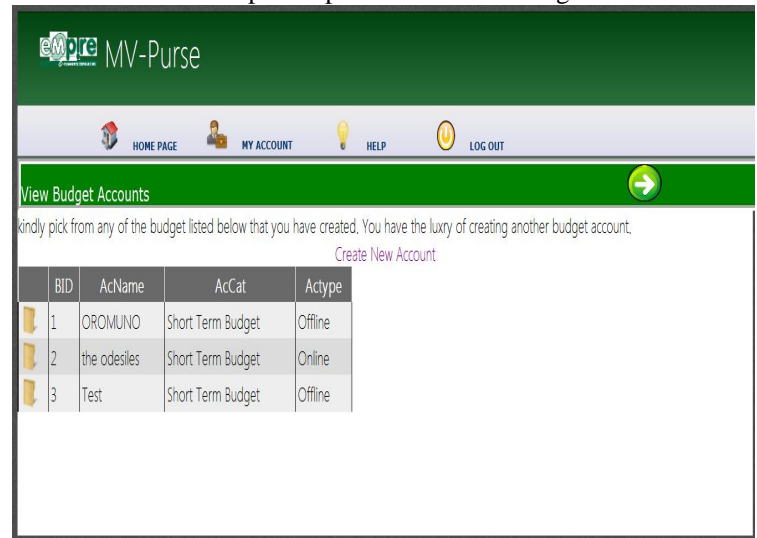 eMpre MV-Purse
HOME PAGE MY ACCOUNT HELP LOG OUT
View Budget Accounts
kindly pick from any of the budget listed below that you have created, You have the luxry of creating another budget account,
Create New Account
BID AcName AcCat Actype
1 OROMUNO Short Term Budget Offline
2 the odesiles Short Term Budget Online
3 Test Short Term Budget Offline